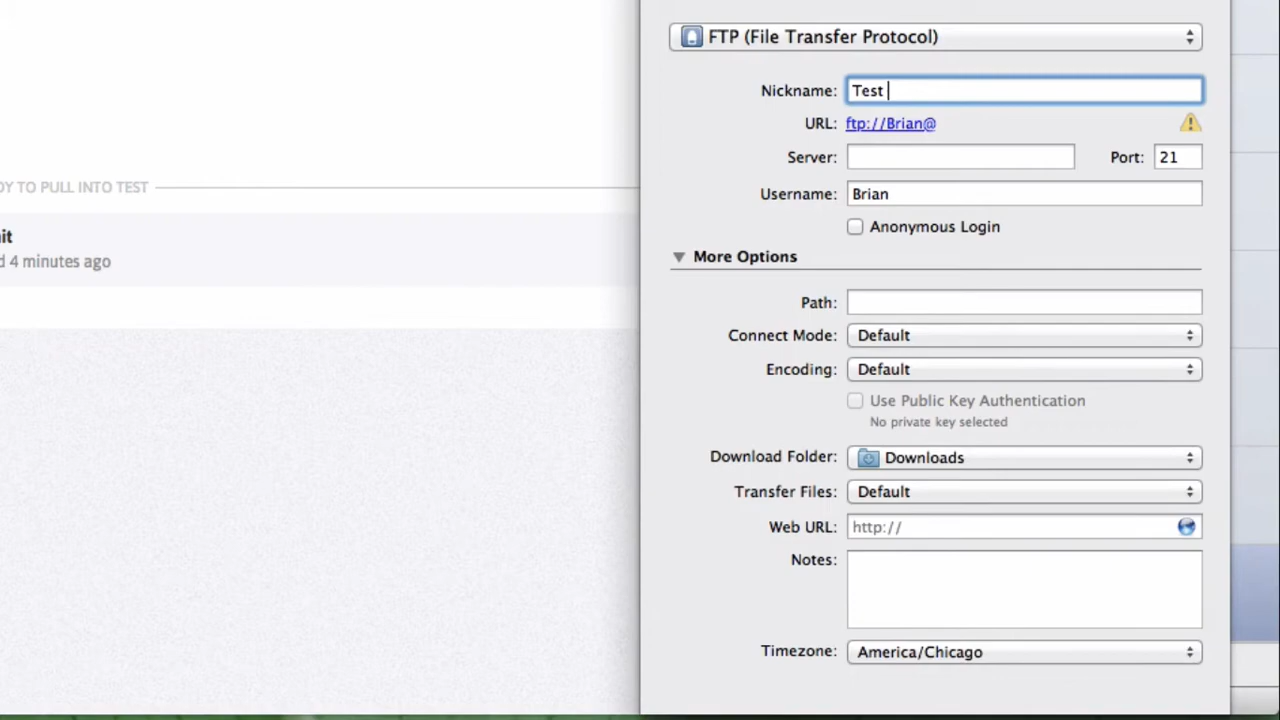 FTP (File Transfer Protocol)
Nickname: Test
URL: ftp://Brian@
Server: Port: 21
Username: Brian
Anonymous Login
More Options
Path:
Connect Mode: Default
Encoding: Default
Use Public Key Authentication
No private key selected
Download Folder: Downloads
Transfer Files: Default
Web URL: http://
Notes:
Timezone: America/Chicago
DY TO PULL INTO TEST
it
d 4 minutes ago